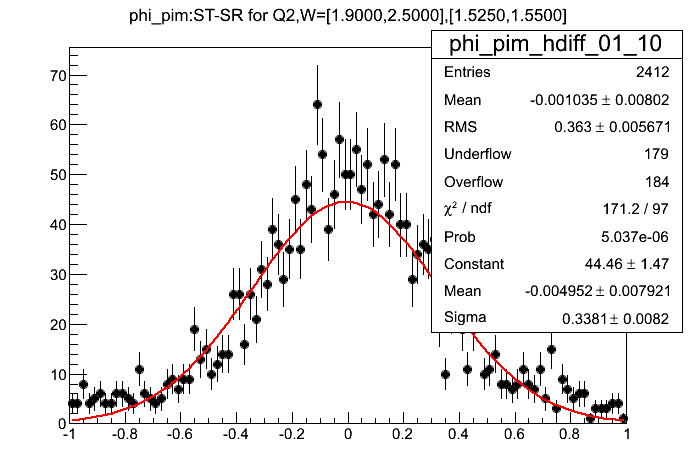 phi_pim:ST-SR for Q2,W=[1.9000,2.5000],[1.5250,1.5500]
phi_pim_hdiff_01_10
Entries 2412
Mean -0.001035 ± 0.00802
RMS 0.363 ± 0.005671
Underflow 179
Overflow 184
χ² / ndf 171.2 / 97
Prob 5.037e-06
Constant 44.46 ± 1.47
Mean -0.004952 ± 0.007921
Sigma 0.3381 ± 0.0082
70
60
50
40
30
20
10
0
-1 -0.8 -0.6 -0.4 -0.2 0 0.2 0.4 0.6 0.8 1